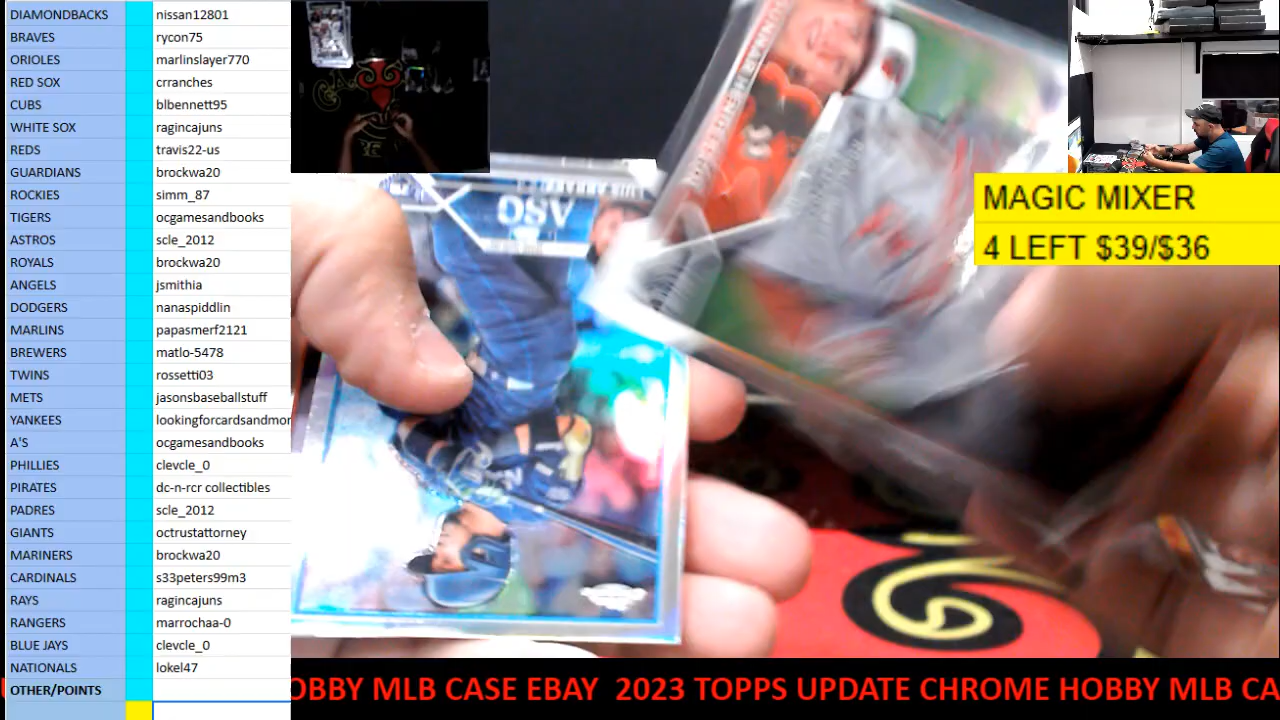 DIAMONDBACKS nissan12801
BRAVES rycon75
ORIOLES marlinslayer770
RED SOX crranches
CUBS blbennett95
WHITE SOX ragincajuns
REDS travis22-us
GUARDIANS brockwa20
ROCKIES simm_87
TIGERS ocgamesandbooks
ASTROS scle_2012
ROYALS brockwa20
ANGELS jsmithia
DODGERS nanaspiddlin
MARLINS papasmerf2121
BREWERS matlo-5478
TWINS rossetti03
METS jasonsbaseballstuff
YANKEES lookingforcardsandmor
A'S ocgamesandbooks
PHILLIES clevcle_0
PIRATES dc-n-rcr collectibles
PADRES scle_2012
GIANTS octrustattorney
MARINERS brockwa20
CARDINALS s33peters99m3
RAYS ragincajuns
RANGERS marrochaa-0
BLUE JAYS clevcle_0
NATIONALS lokel47
OTHER/POINTS
MAGIC MIXER
4 LEFT $39/$36
OBBY MLB CASE EBAY 2023 TOPPS UPDATE CHROME HOBBY MLB CA